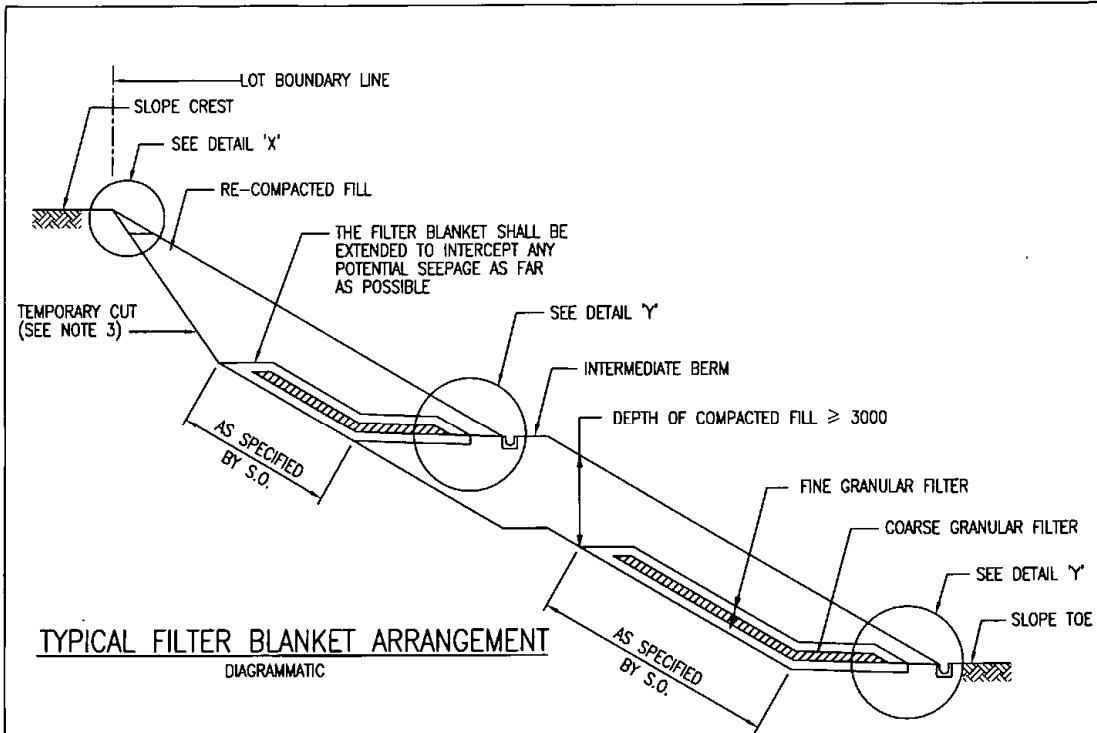 LOT BOUNDARY LINE
SLOPE CREST
SEE DETAIL 'X'
RE-COMPACTED FILL
THE FILTER BLANKET SHALL BE
EXTENDED TO INTERCEPT ANY
POTENTIAL SEEPAGE AS FAR
AS POSSIBLE
TEMPORARY CUT
(SEE NOTE 3)
SEE DETAIL 'Y'
INTERMEDIATE BERM
DEPTH OF COMPACTED FILL ≥ 3000
AS SPECIFIED
BY S.O.
FINE GRANULAR FILTER
COARSE GRANULAR FILTER
SEE DETAIL 'Y'
SLOPE TOE
AS SPECIFIED
BY S.O.
TYPICAL FILTER BLANKET ARRANGEMENT
DIAGRAMMATIC